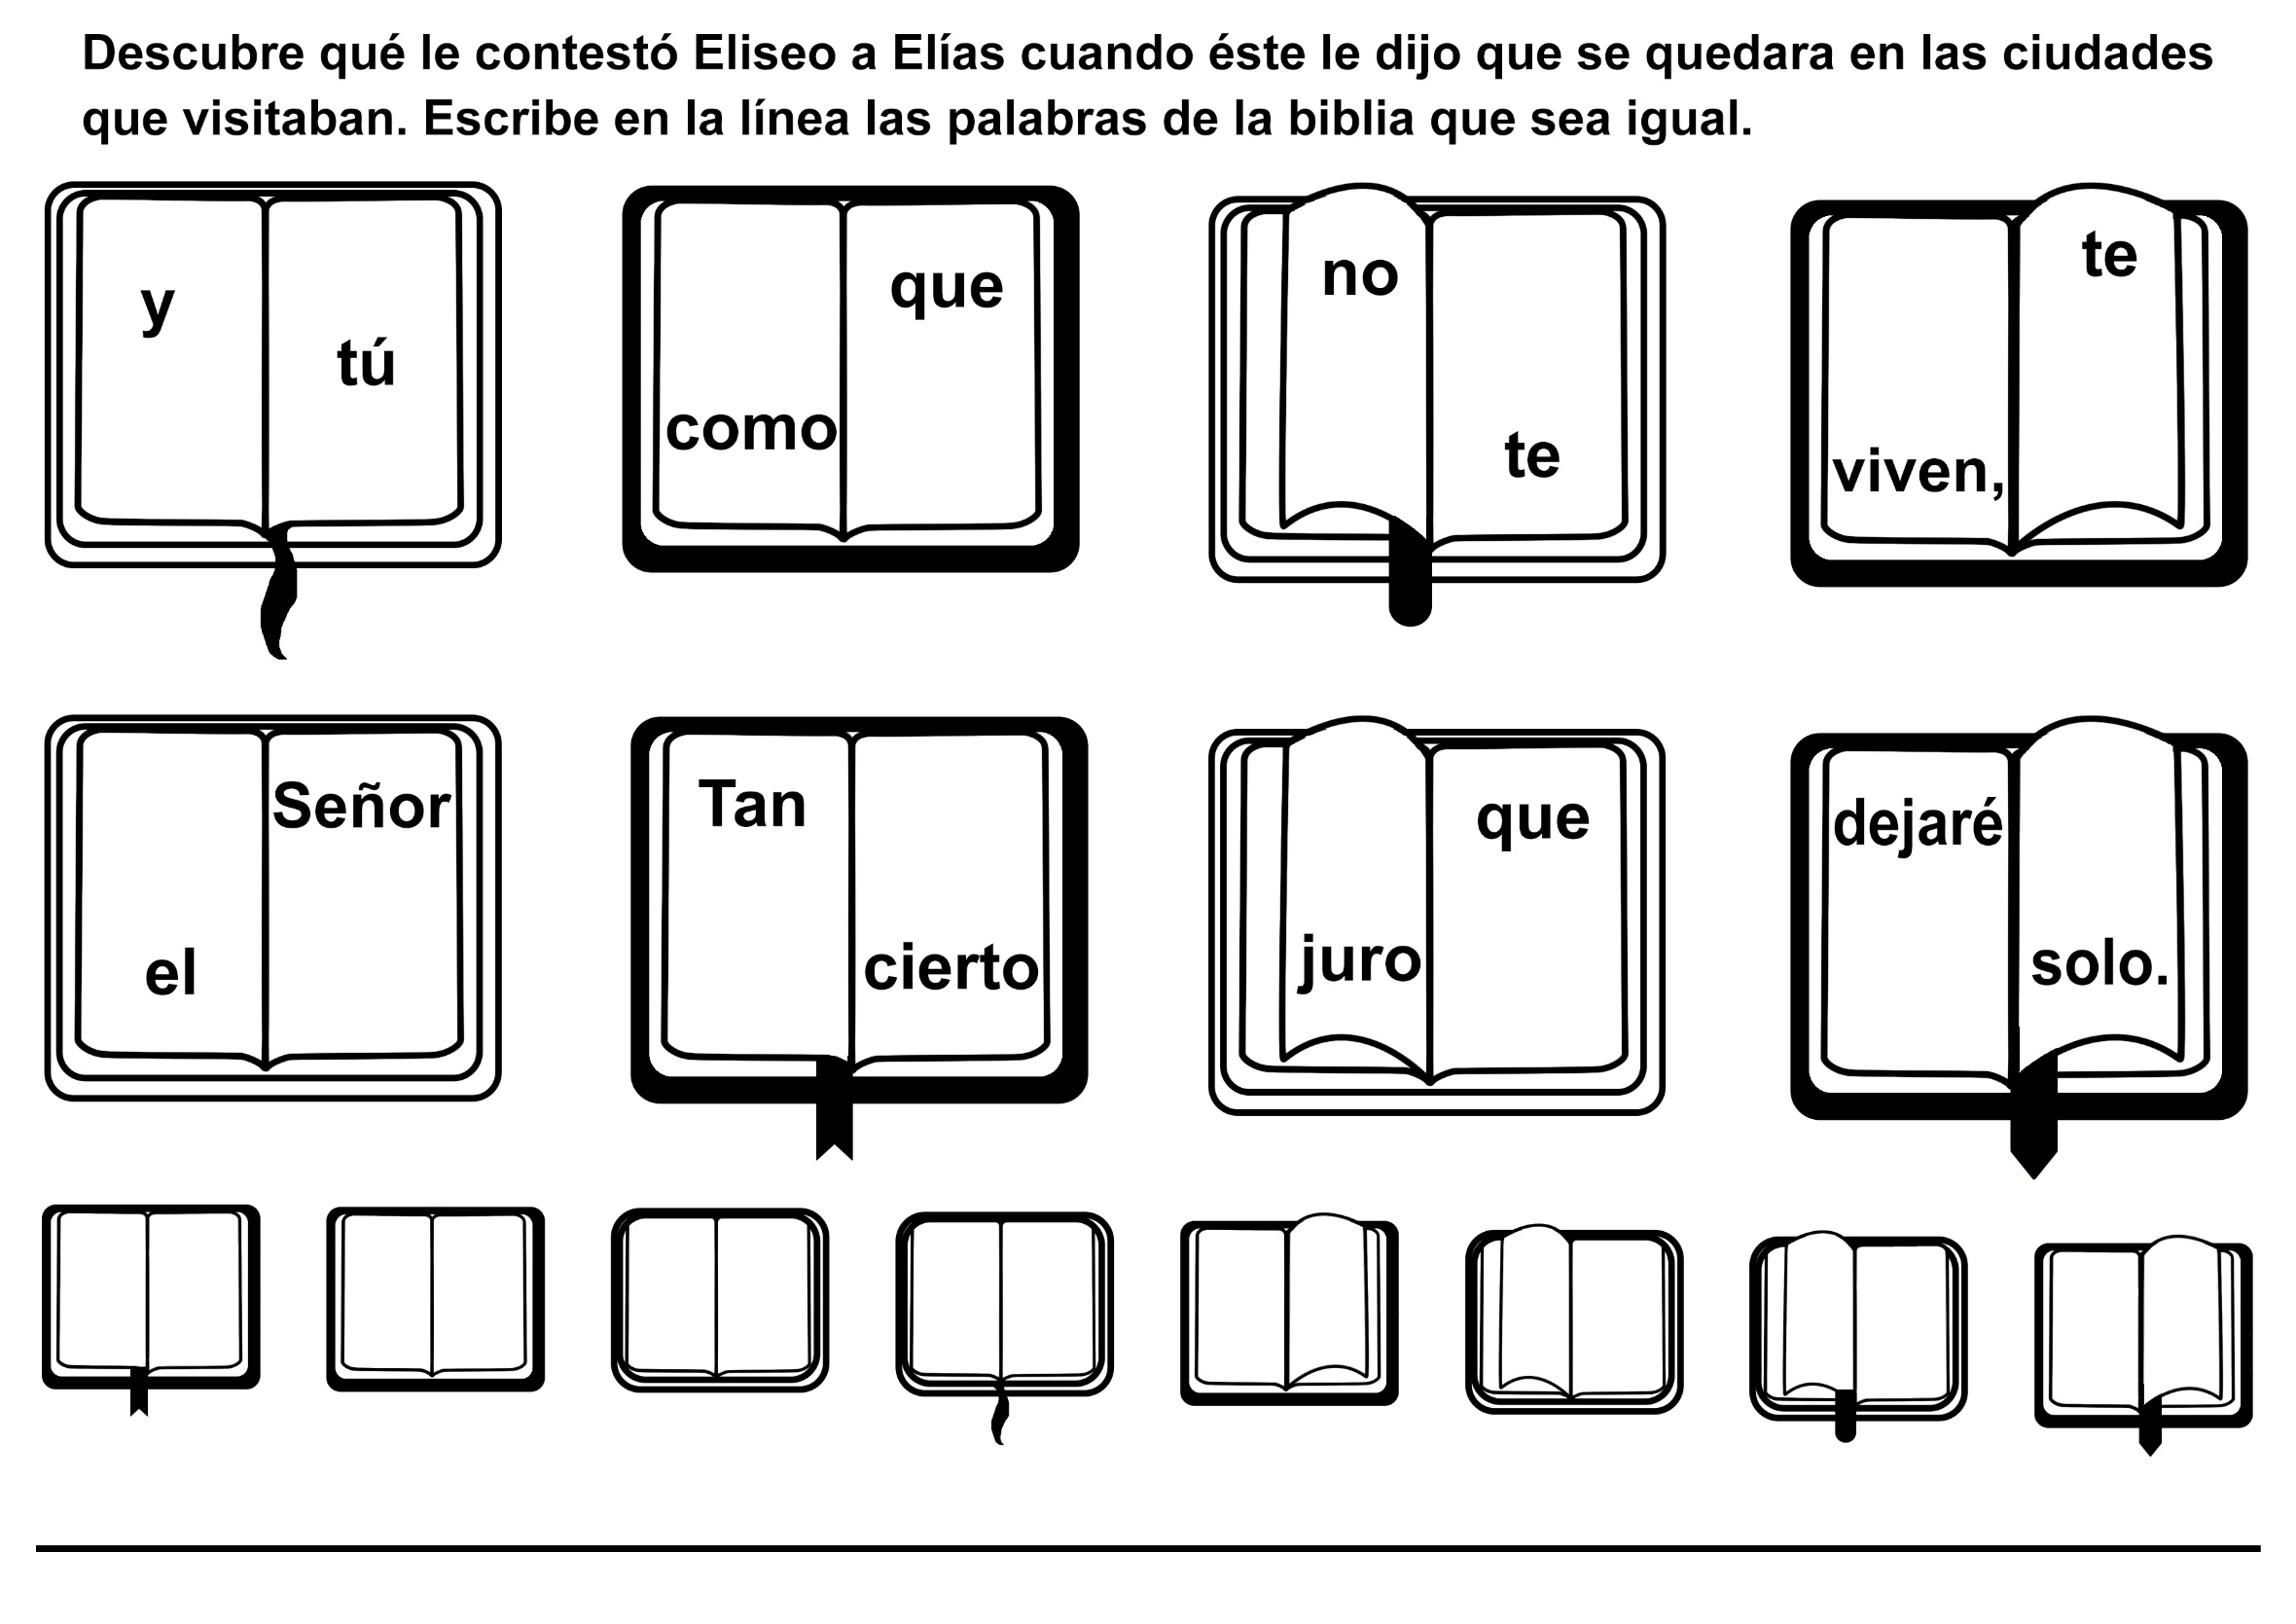 Descubre qué le contestó Eliseo a Elías cuando éste le dijo que se quedara en las ciudades
que visitaban. Escribe en la línea las palabras de la biblia que sea igual.
y
tú
como
que
no
te
viven,
te
el
Señor
Tan
cierto
juro
que
dejaré
solo.